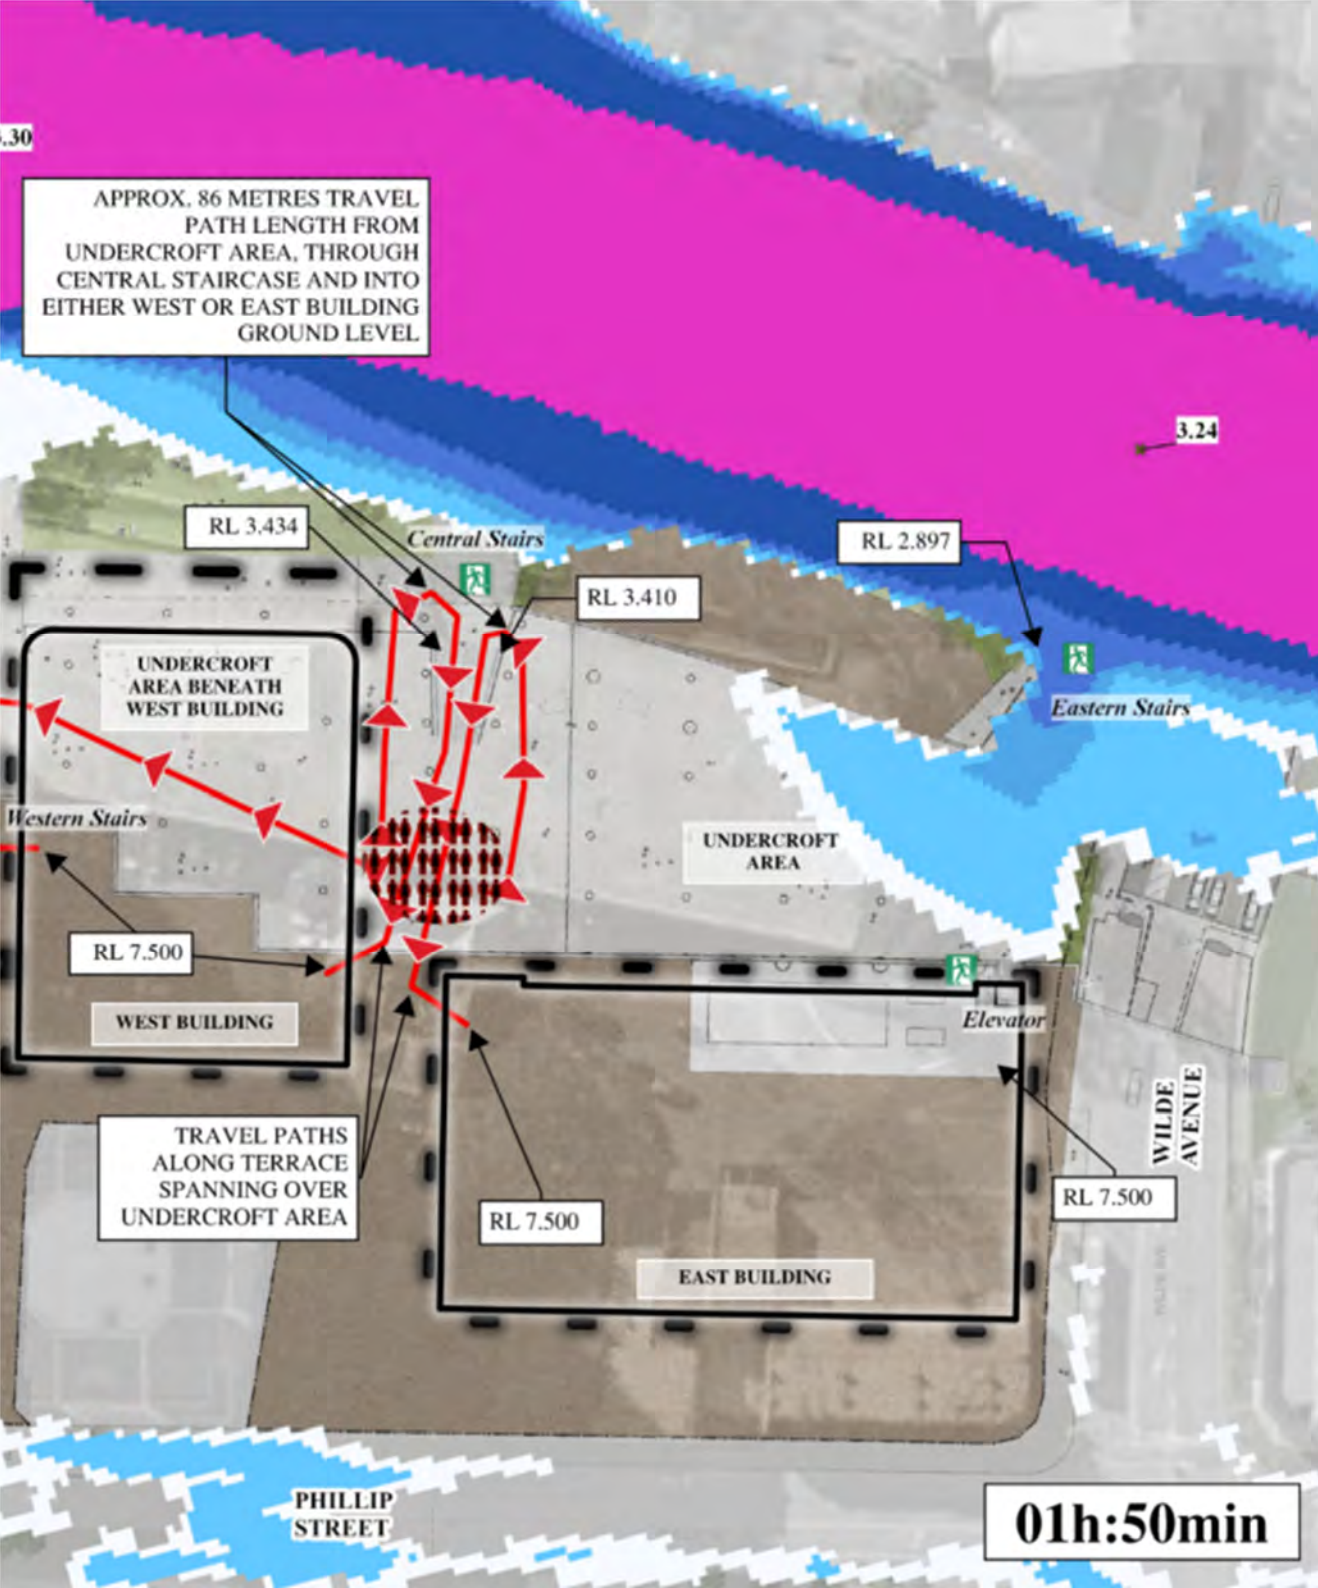 .30
APPROX. 86 METRES TRAVEL
PATH LENGTH FROM
UNDERCROFT AREA, THROUGH
CENTRAL STAIRCASE AND INTO
EITHER WEST OR EAST BUILDING
GROUND LEVEL
3.24
RL 3.434
Central Stairs
RL 2.897
RL 3.410
UNDERCROFT
AREA BENEATH
WEST BUILDING
Eastern Stairs
Western Stairs
UNDERCROFT
AREA
RL 7.500
WEST BUILDING
Elevator
WILDE
AVENUE
TRAVEL PATHS
ALONG TERRACE
SPANNING OVER
UNDERCROFT AREA
RL 7.500
RL 7.500
EAST BUILDING
PHILLIP
STREET
01h:50min